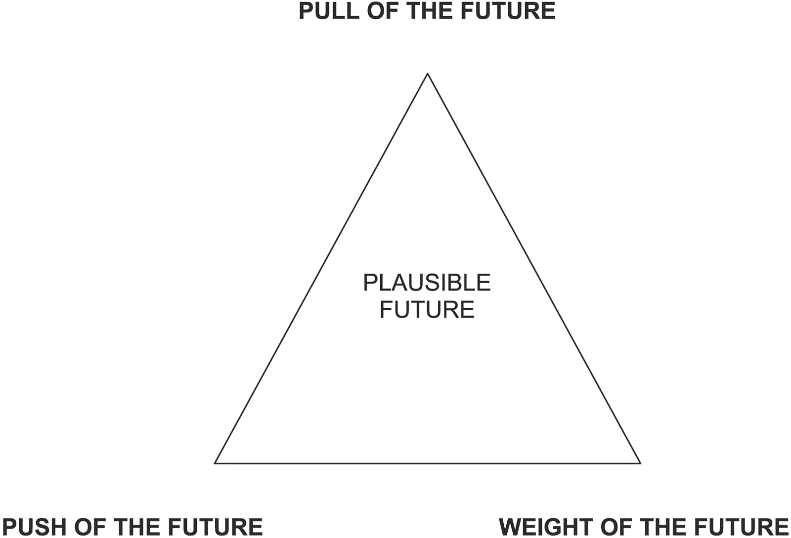 PULL OF THE FUTURE
PLAUSIBLE
FUTURE
PUSH OF THE FUTURE
WEIGHT OF THE FUTURE